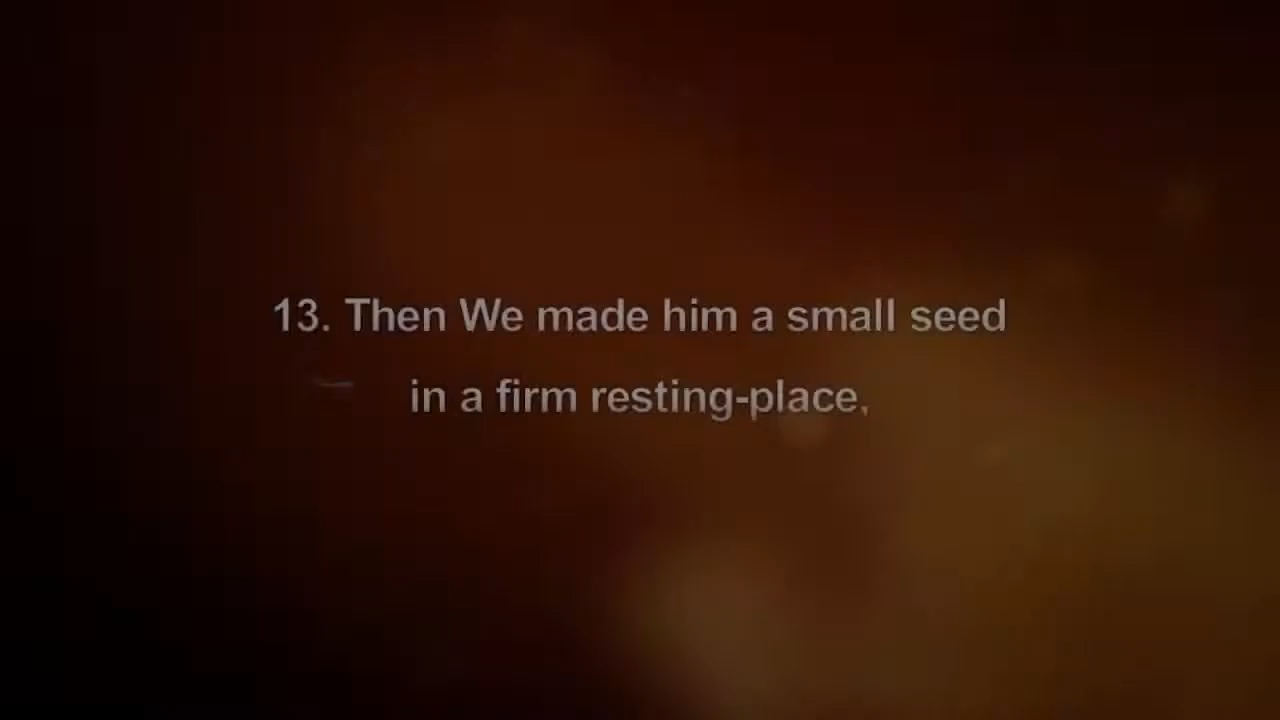 13. Then We made him a small seed
in a firm resting-place,